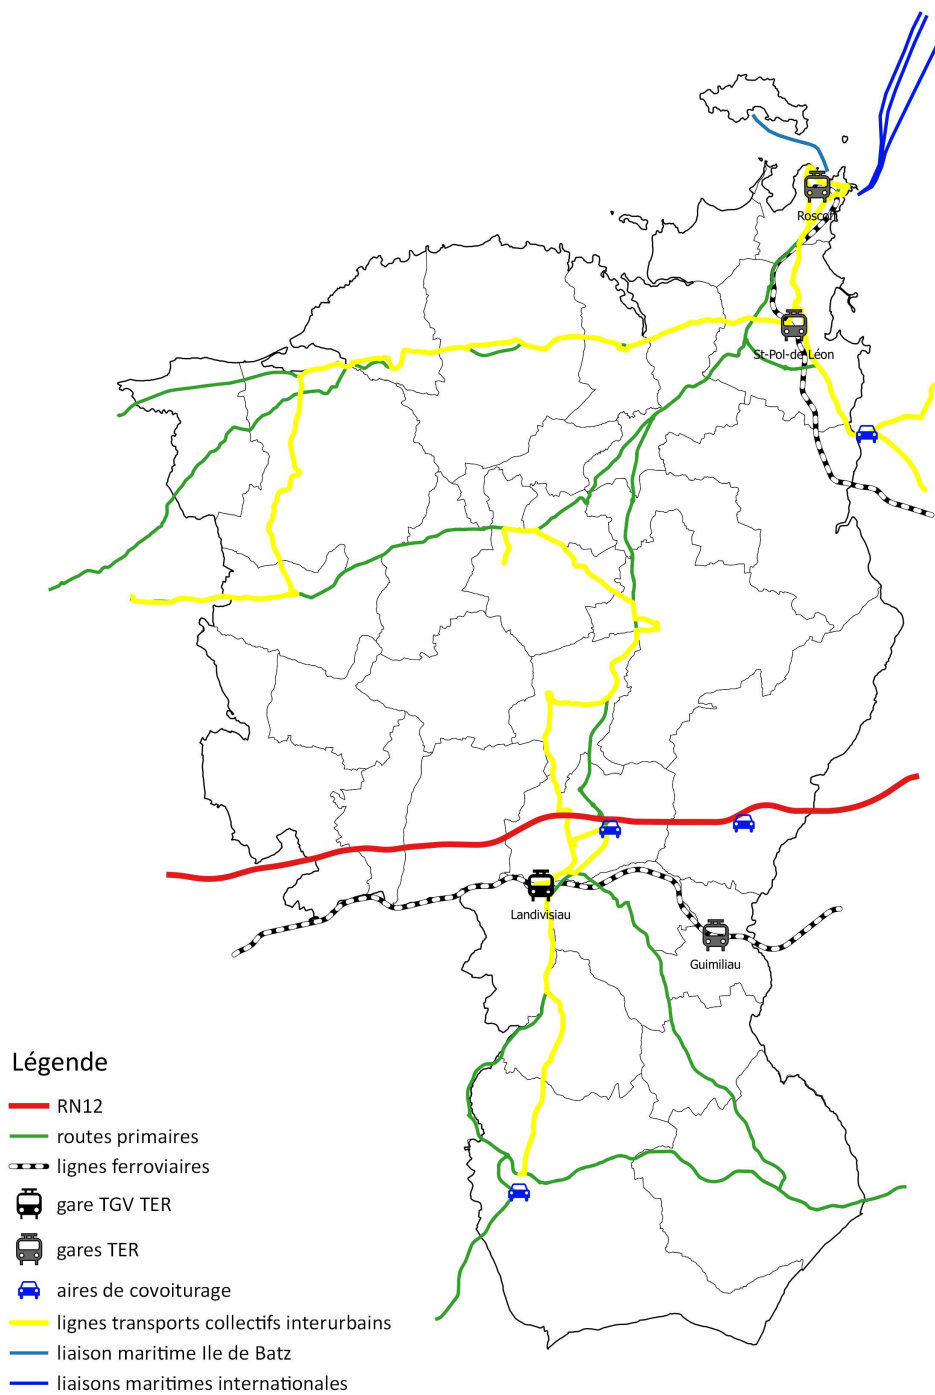 Roscoff
St-Pol-de-Léon
Landivisiau
Guimiliau
Légende
RN12
routes primaires
lignes ferroviaires
gare TGV TER
gares TER
aires de covoiturage
lignes transports collectifs interurbains
liaison maritime Ile de Batz
liaisons maritimes internationales